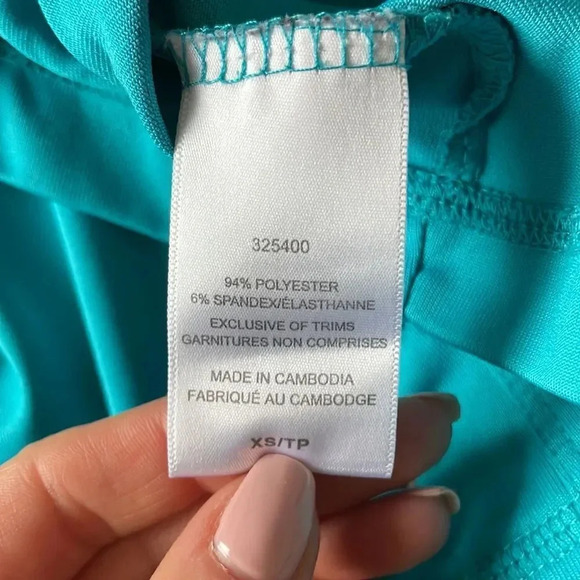 325400
94% POLYESTER
6% SPANDEX/ÉLASTHANNE
EXCLUSIVE OF TRIMS
GARNITURES NON COMPRISES
MADE IN CAMBODIA
FABRIQUÉ AU CAMBODGE
XS/TP